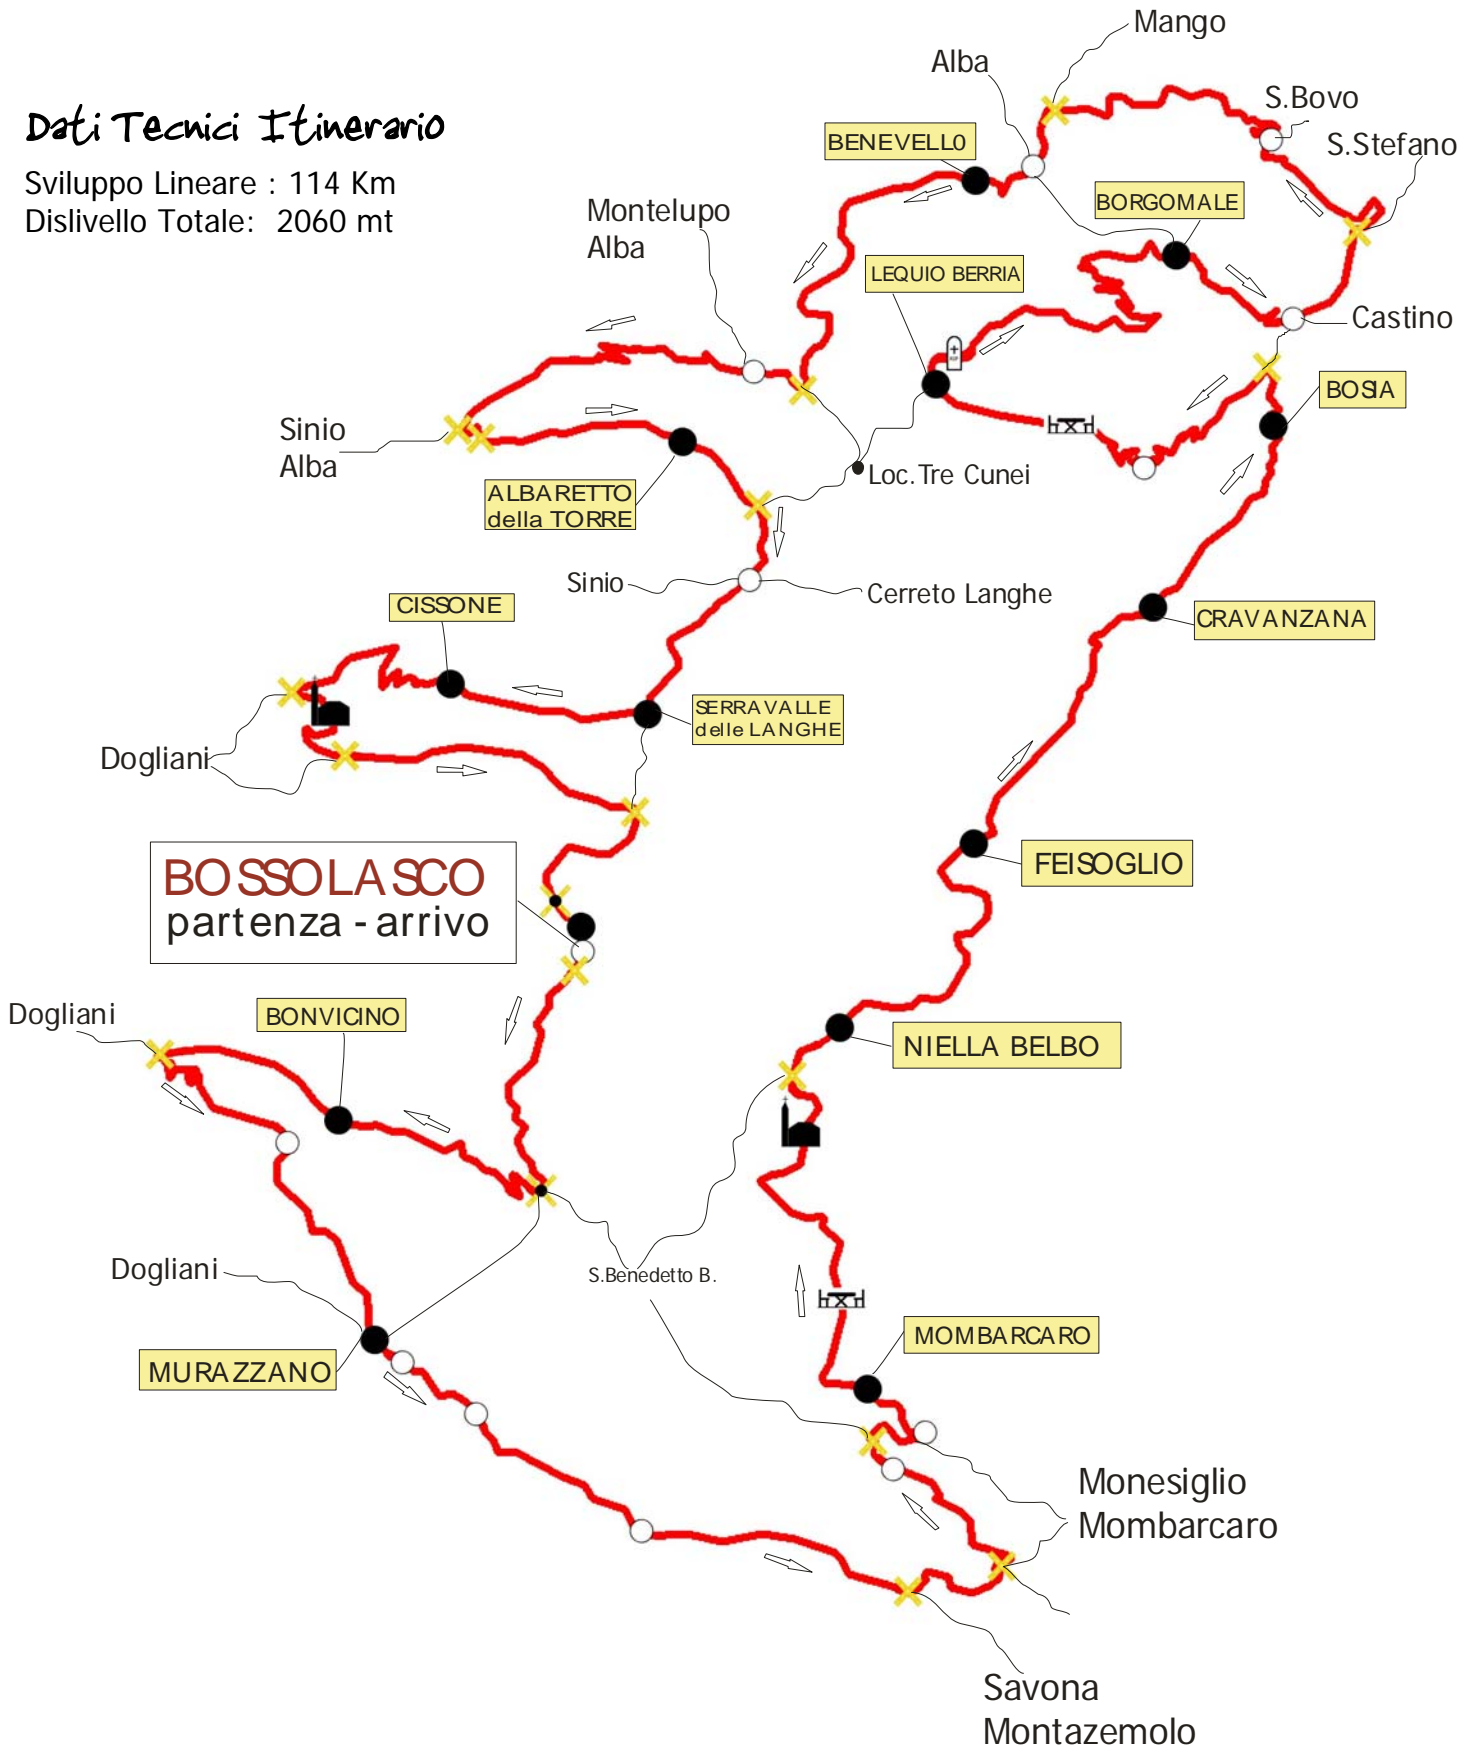 Mango
Alba
S.Bovo
Dati Tecnici Itinerario
BENEVELLO
S.Stefano
Sviluppo Lineare : 114 Km
Dislivello Totale: 2060 mt
BORGOMALE
Montelupo
Alba
LEQUIO BERRIA
Castino
BOSIA
Sinio
Alba
Loc.Tre Cunei
ALBARETTO
della TORRE
Sinio
Cerreto Langhe
CISSONE
CRAVANZANA
SERRAVALLE
delle LANGHE
Dogliani
BOSSOLASCO
partenza - arrivo
FEISOGLIO
Dogliani
BONVICINO
NIELLA BELBO
Dogliani
S.Benedetto B.
MOMBARCARO
MURAZZANO
Monesiglio
Mombarcaro
Savona
Montazemolo